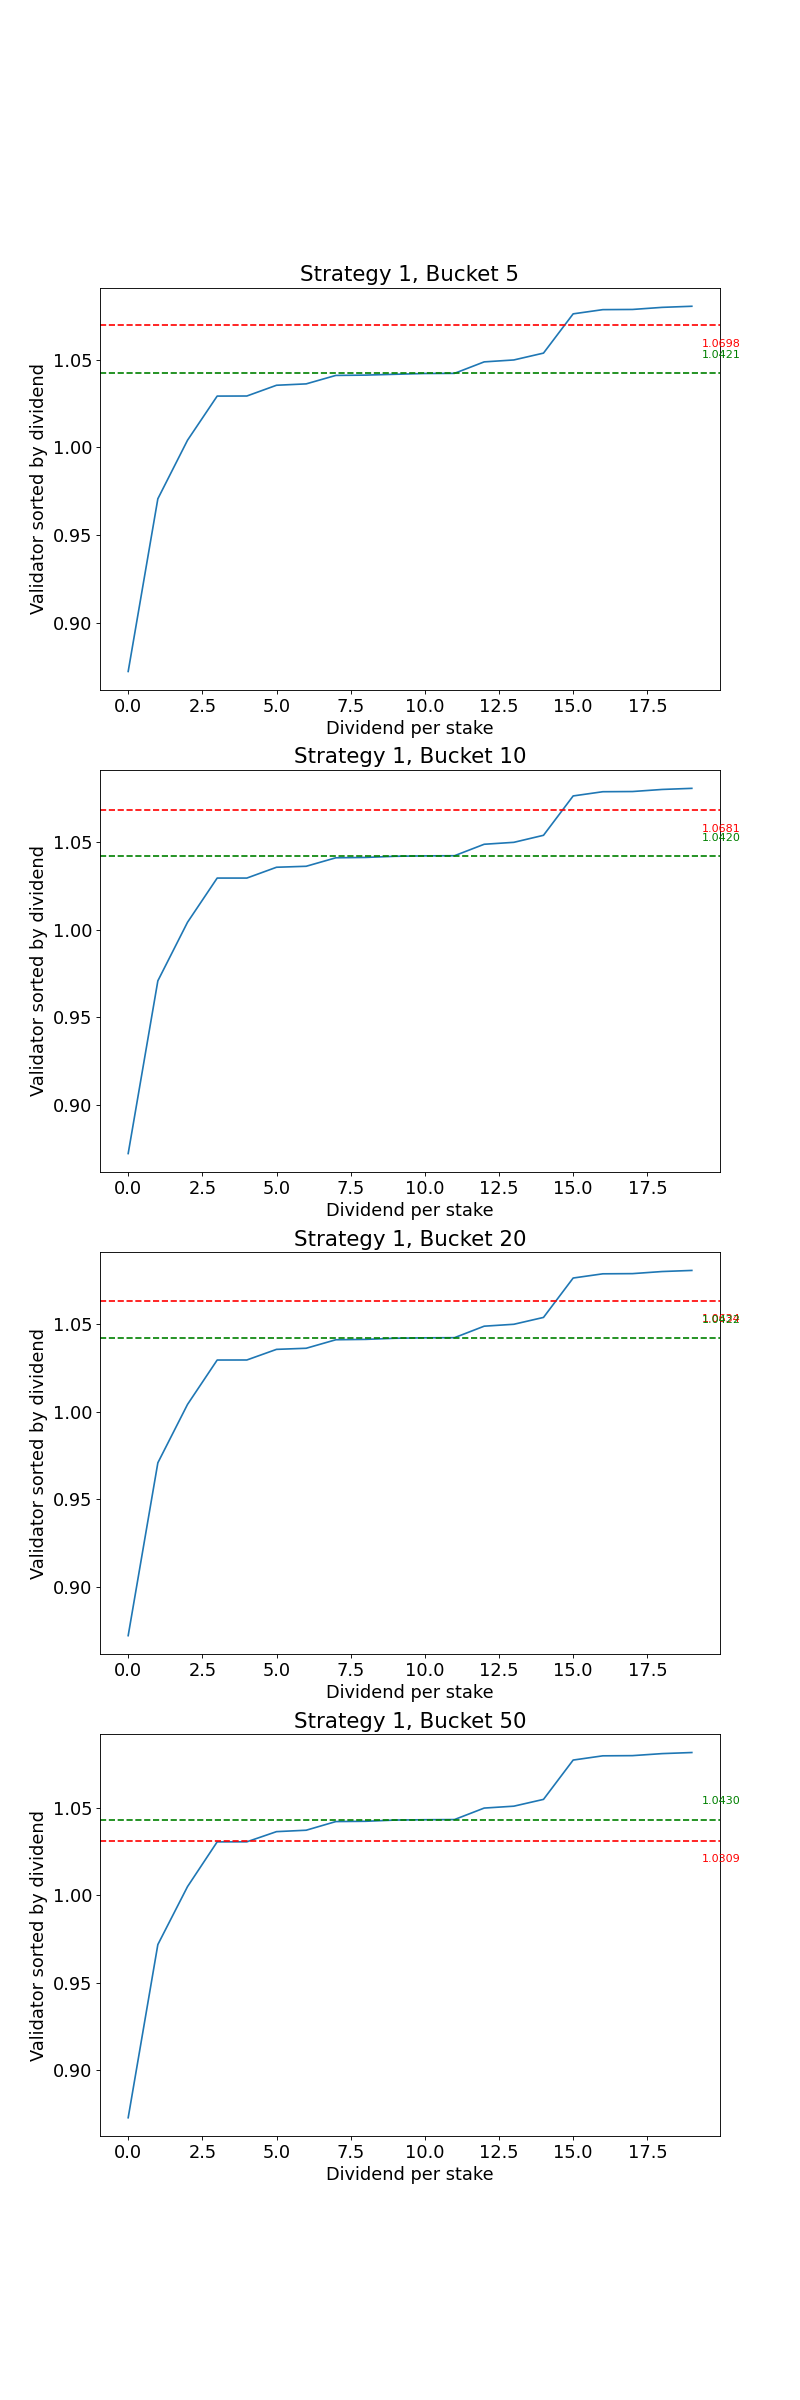 Strategy 1, Bucket 5
Validator sorted by dividend
1.05
1.00
0.95
0.90
1.0698
1.0421
0.0 2.5 5.0 7.5 10.0 12.5 15.0 17.5
Dividend per stake
Strategy 1, Bucket 10
Validator sorted by dividend
1.05
1.00
0.95
0.90
1.0681
1.0420
0.0 2.5 5.0 7.5 10.0 12.5 15.0 17.5
Dividend per stake
Strategy 1, Bucket 20
Validator sorted by dividend
1.05
1.00
0.95
0.90
0.0 2.5 5.0 7.5 10.0 12.5 15.0 17.5
Dividend per stake
Strategy 1, Bucket 50
Validator sorted by dividend
1.05
1.00
0.95
0.90
1.0430
1.0309
0.0 2.5 5.0 7.5 10.0 12.5 15.0 17.5
Dividend per stake